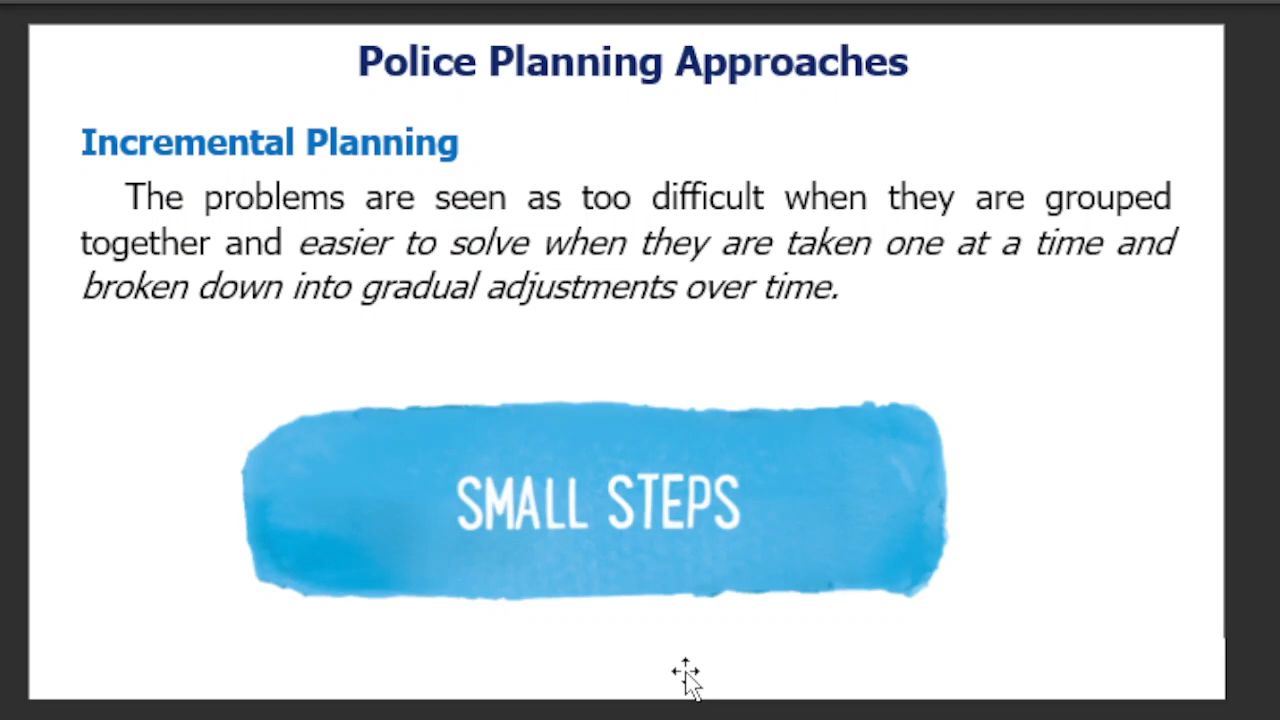 Police Planning Approaches
Incremental Planning
The problems are seen as too difficult when they are grouped
together and easier to solve when they are taken one at a time and
broken down into gradual adjustments over time.
SMALL STEPS